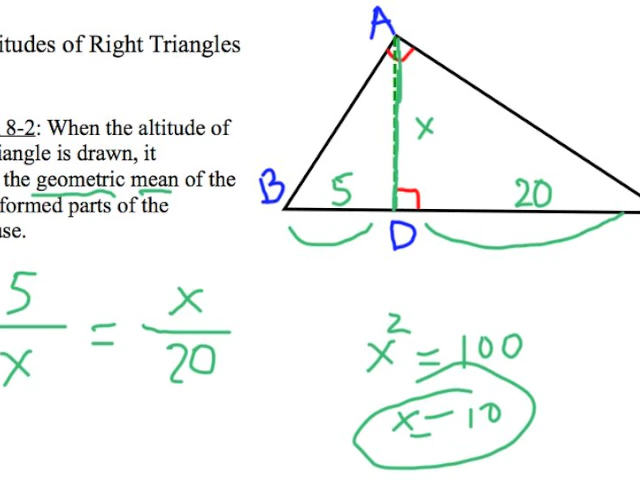 itudes of Right Triangles
8-2: When the altitude of
iangle is drawn, it
the geometric mean of the
formed parts of the
use.
A
x
B
5
20
D
5/x = x/20
x² = 100
x = 10